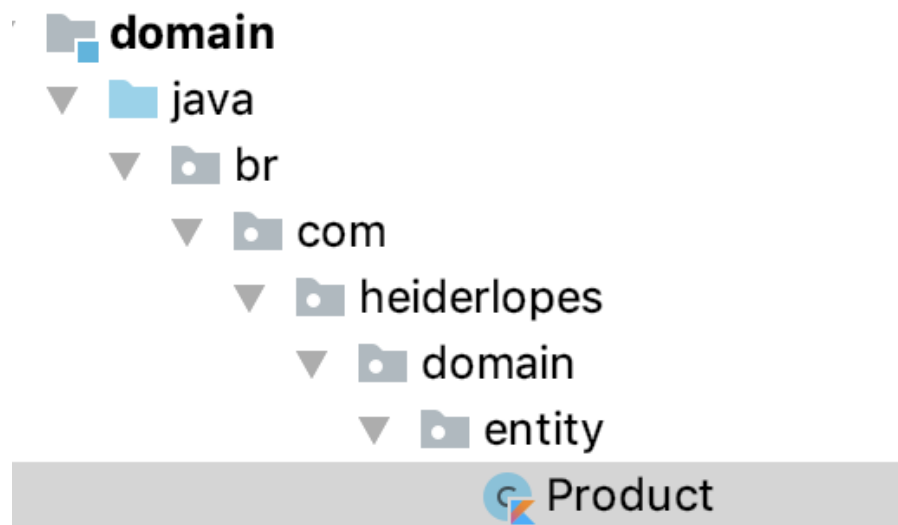 domain
java
br
com
heiderlopes
domain
entity
Product